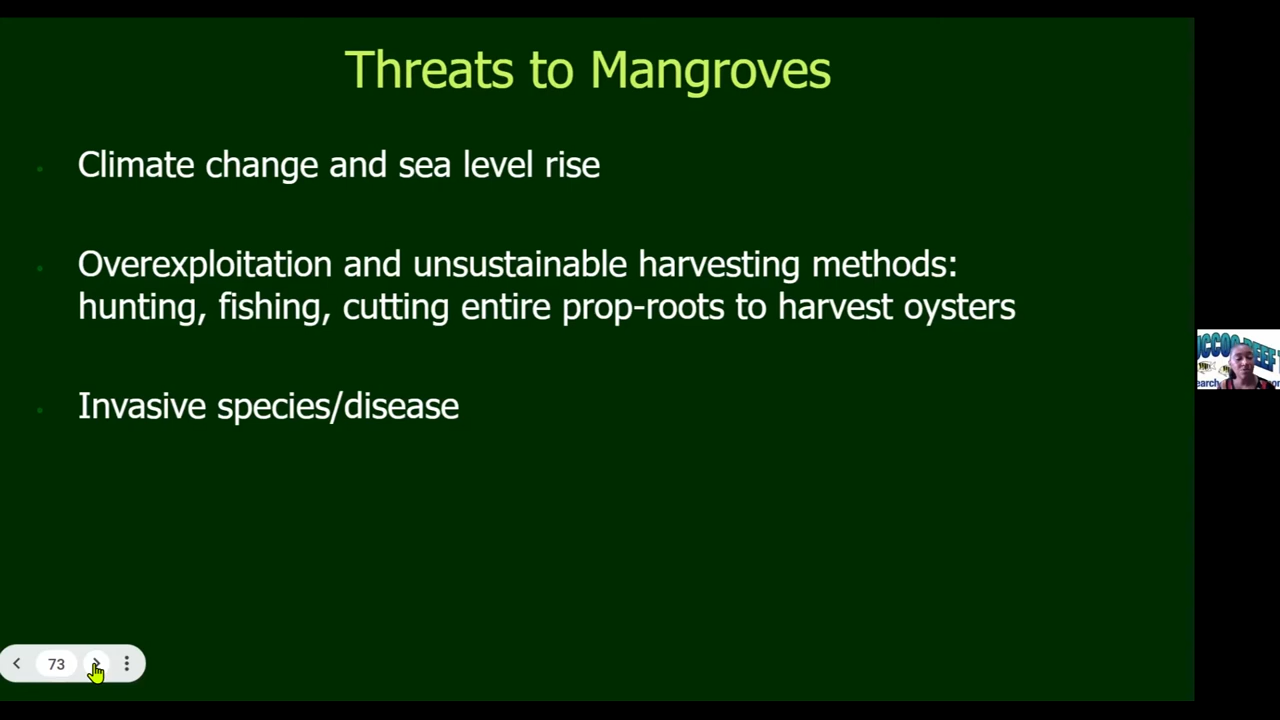 Threats to Mangroves
Climate change and sea level rise
Overexploitation and unsustainable harvesting methods:
hunting, fishing, cutting entire prop-roots to harvest oysters
Invasive species/disease
73